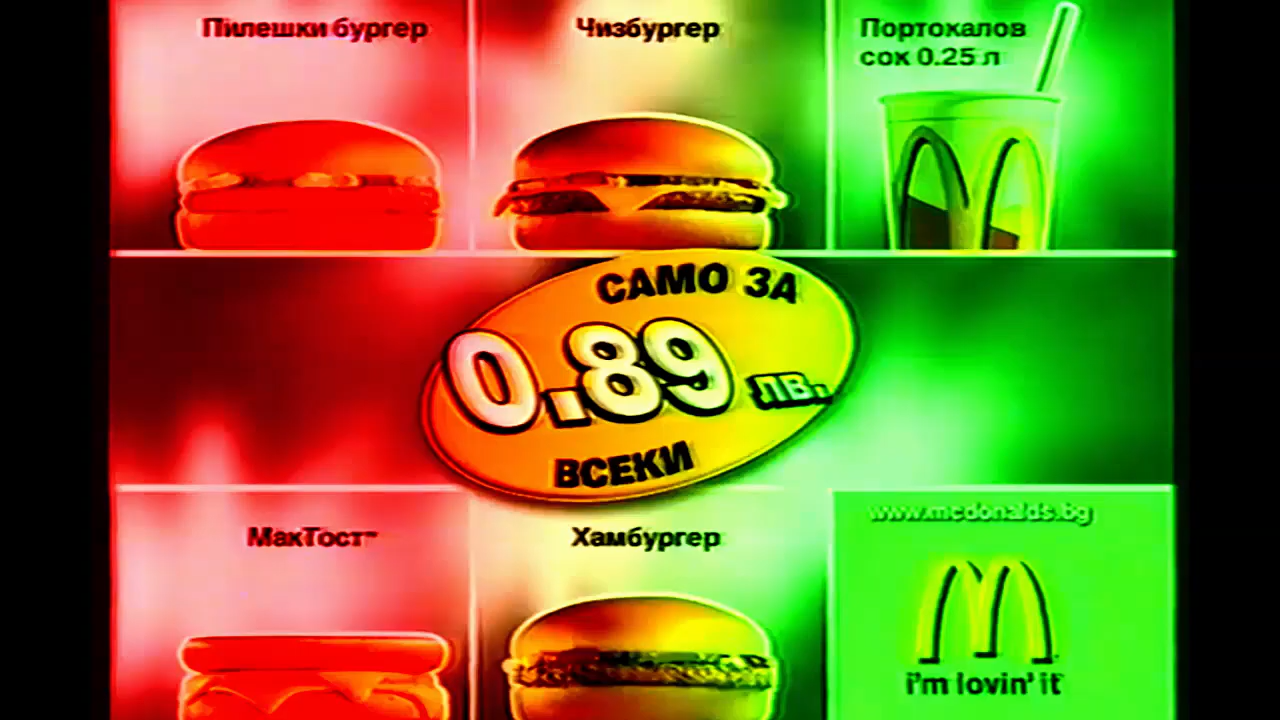 Пилешки бургер
Чизбургер
Портокалов
сок 0.25 л
САМО ЗА
0.89 лв.
ВСЕКИ
МакТост™
Хамбургер
www.mcdonalds.bg
i'm lovin' it